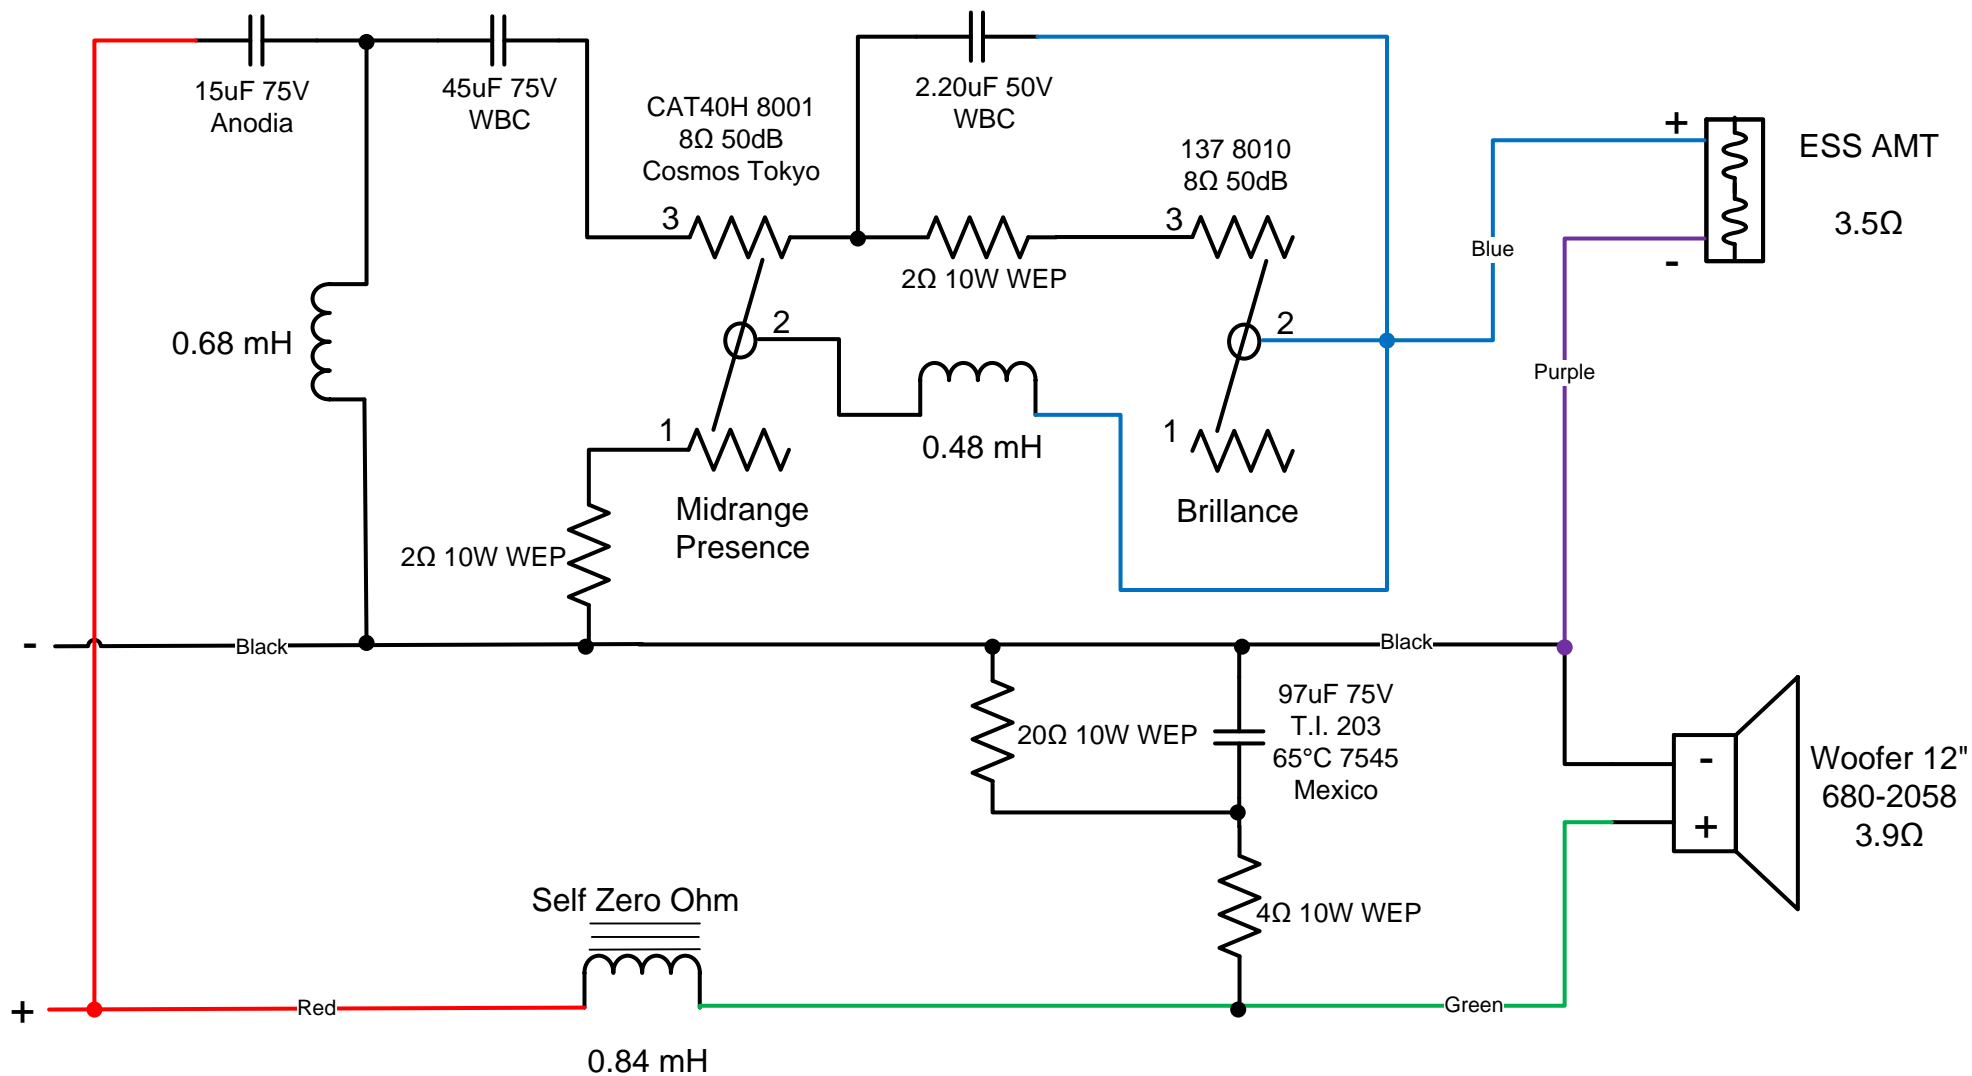 15uF 75V
Anodia
45uF 75V
WBC
CAT40H 8001
8Ω 50dB
Cosmos Tokyo
2.20uF 50V
WBC
137 8010
8Ω 50dB
+
ESS AMT
3.5Ω
-
3
3
2Ω 10W WEP
Blue
2
2
0.68 mH
Purple
1
1
0.48 mH
Midrange
Presence
Brillance
2Ω 10W WEP
-
Black
Black
97uF 75V
T.I. 203
65°C 7545
Mexico
20Ω 10W WEP
-
+
Woofer 12"
680-2058
3.9Ω
Self Zero Ohm
4Ω 10W WEP
+
Red
Green
0.84 mH